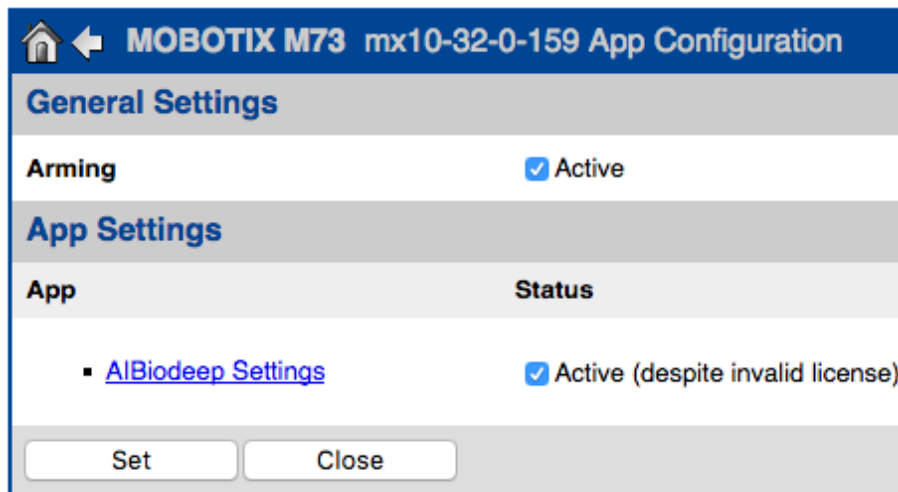 MOBOTIX M73 mx10-32-0-159 App Configuration
General Settings
Arming Active
App Settings
App Status
AIBiodeep Settings Active (despite invalid license)
Set Close